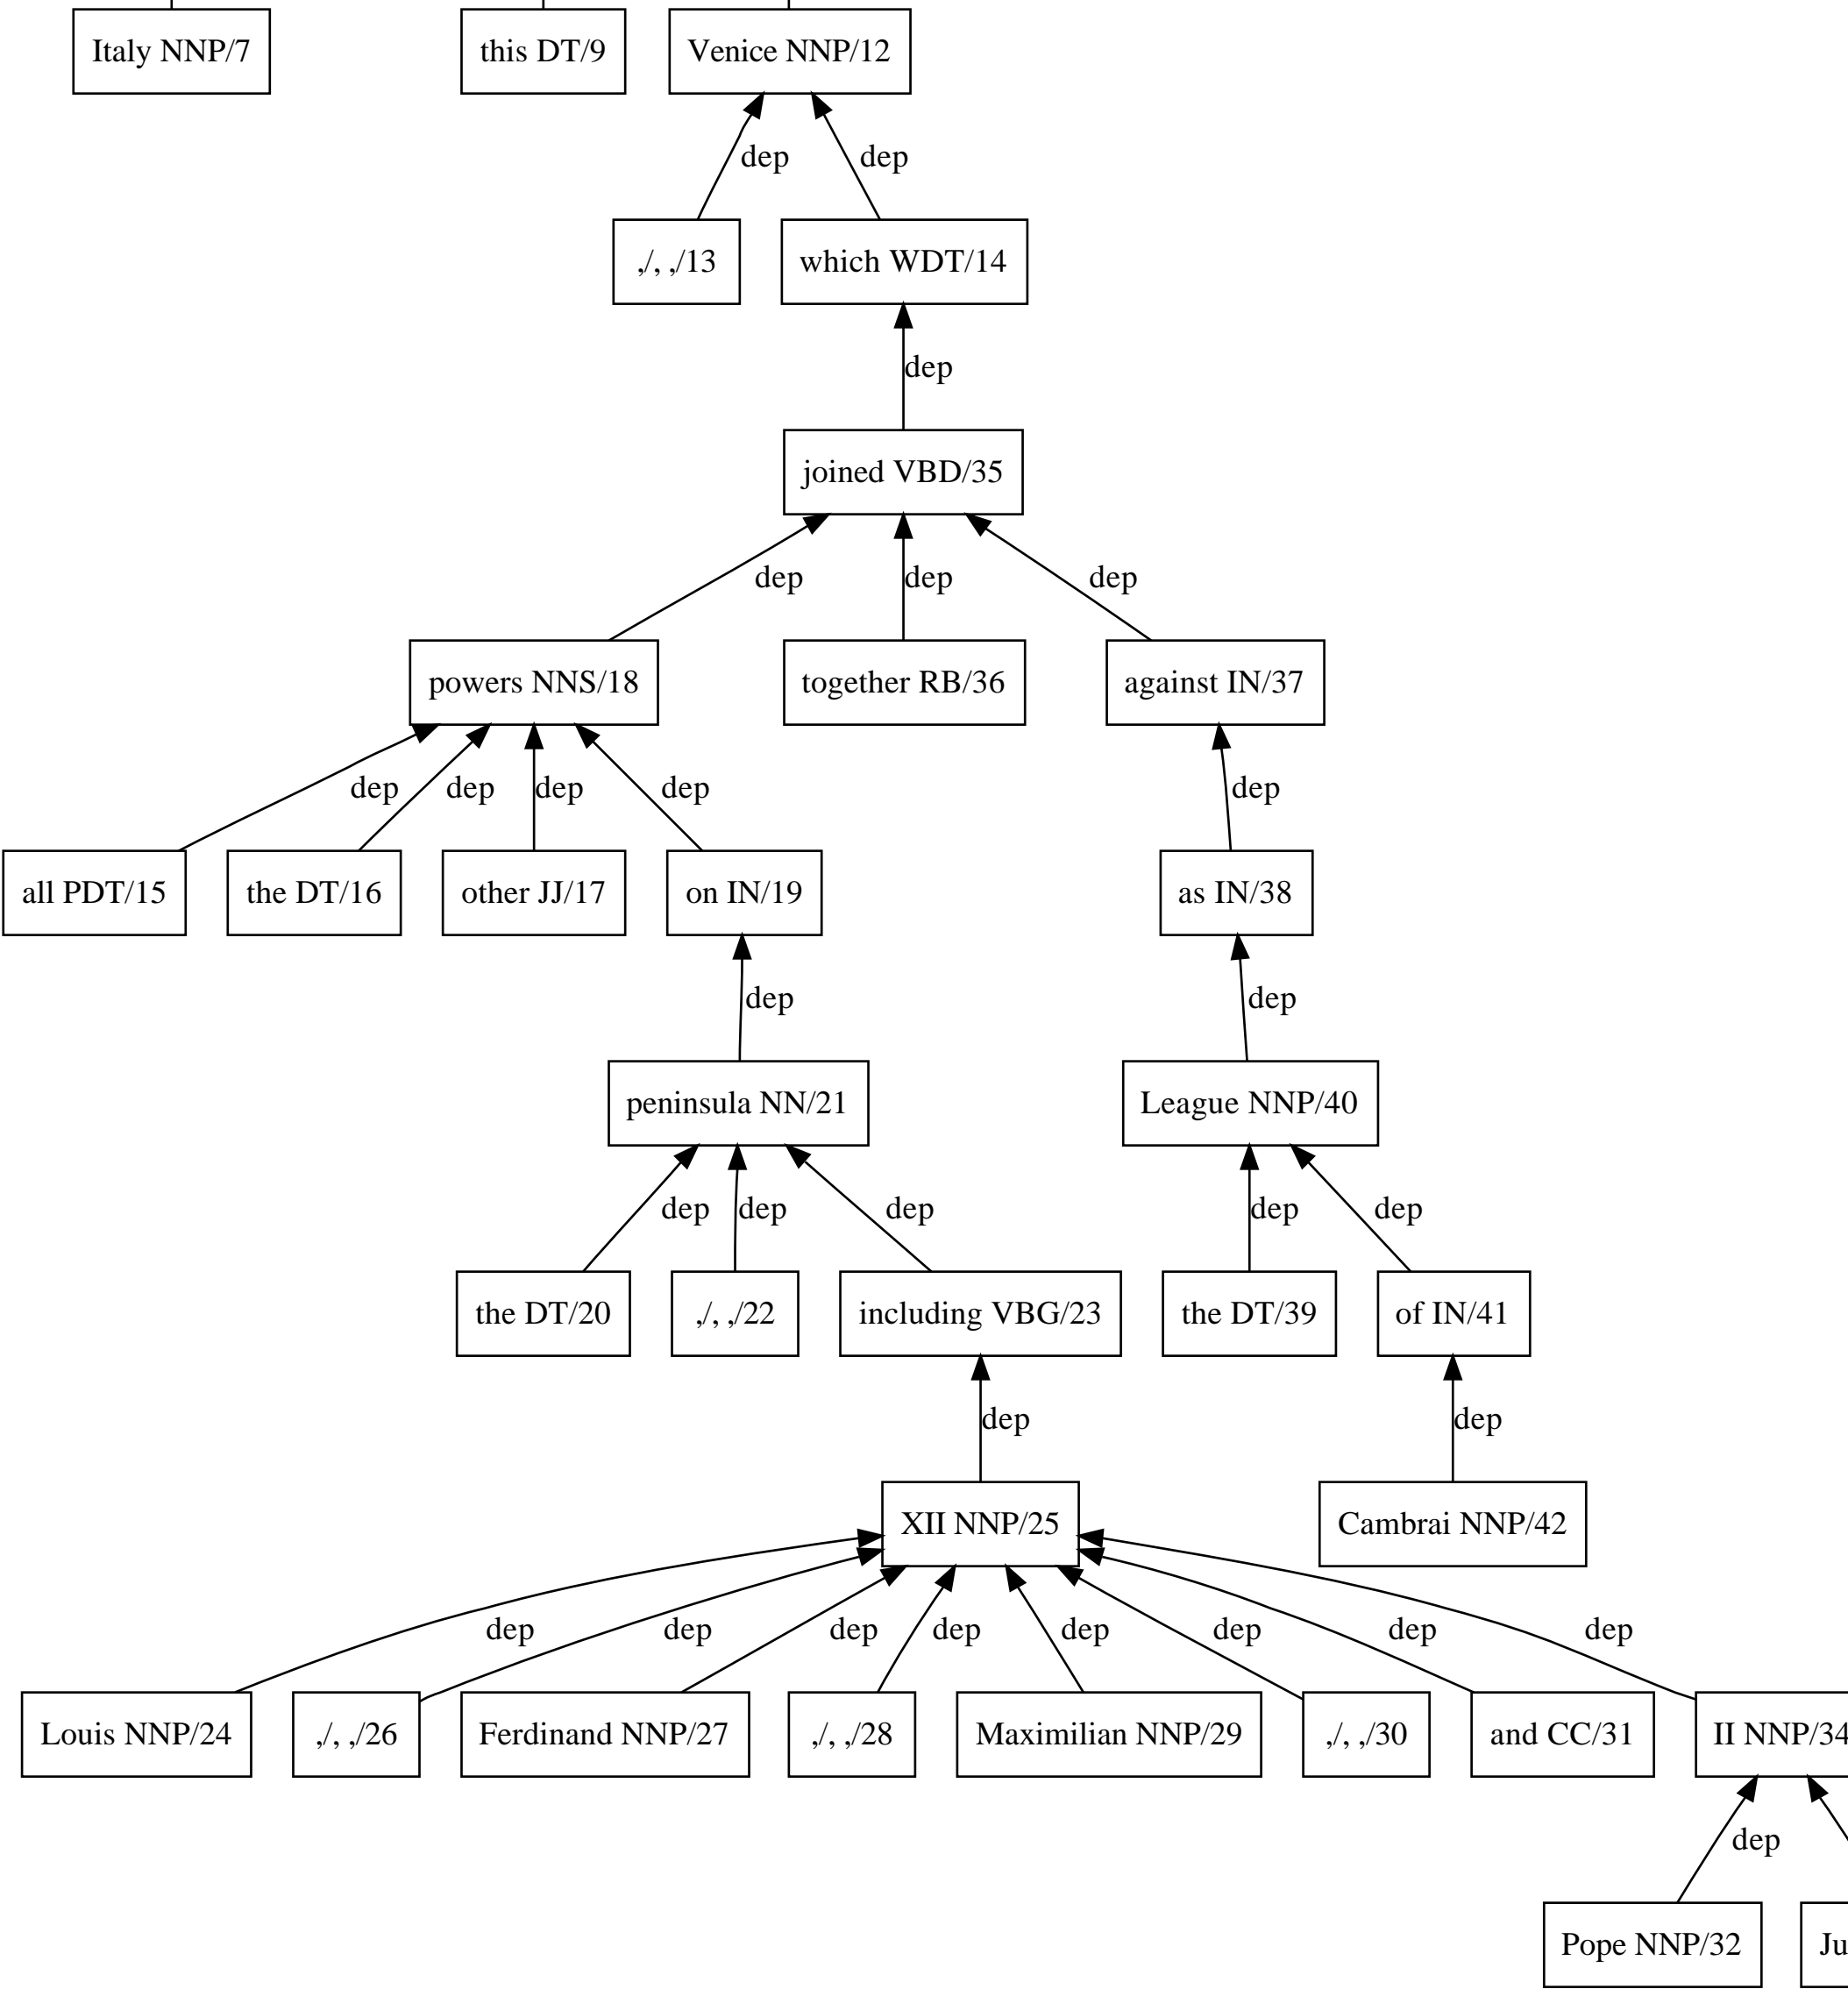 Italy NNP/7 this DT/9 Venice NNP/12
dep dep
,/, ,/13 which WDT/14
dep
joined VBD/35
dep dep dep
powers NNS/18 together RB/36 against IN/37
dep dep dep dep dep
all PDT/15 the DT/16 other JJ/17 on IN/19 as IN/38
dep dep
peninsula NN/21 League NNP/40
dep dep dep dep dep
the DT/20 ,/, ,/22 including VBG/23 the DT/39 of IN/41
dep dep
XII NNP/25 Cambrai NNP/42
dep dep dep dep dep dep dep dep
Louis NNP/24 ,/, ,/26 Ferdinand NNP/27 ,/, ,/28 Maximilian NNP/29 ,/, ,/30 and CC/31 II NNP/34
dep
Pope NNP/32